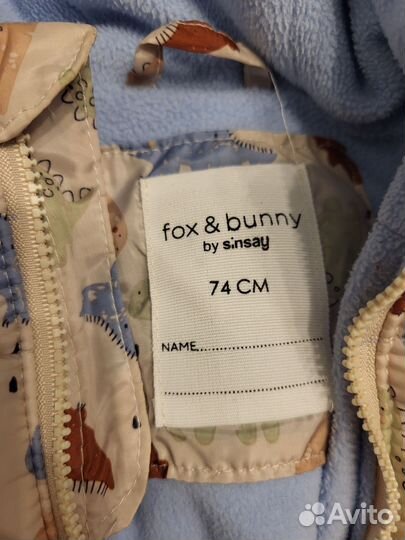 fox & bunny
by sinsay
74 CM
NAME......................
................................
Avito